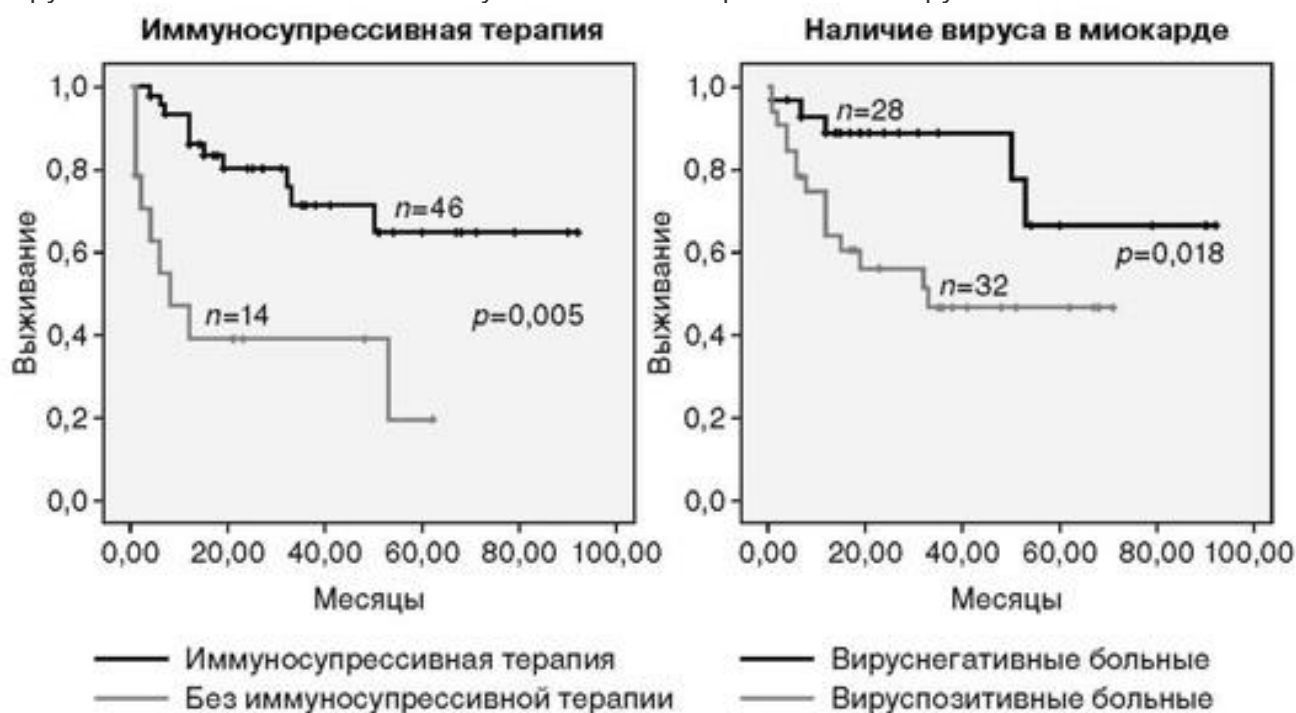 Иммуносупрессивная терапия
1,0
0,8
0,6
0,4
0,2
0,0
Выживание
n=46
n=14
p=0,005
0,00 20,00 40,00 60,00 80,00 100,00
Месяцы
Иммуносупрессивная терапия
Без иммуносупрессивной терапии
Наличие вируса в миокарде
1,0
0,8
0,6
0,4
0,2
0,0
Выживание
n=28
p=0,018
n=32
0,00 20,00 40,00 60,00 80,00 100,00
Месяцы
Вируснегативные больные
Вируспозитивные больные